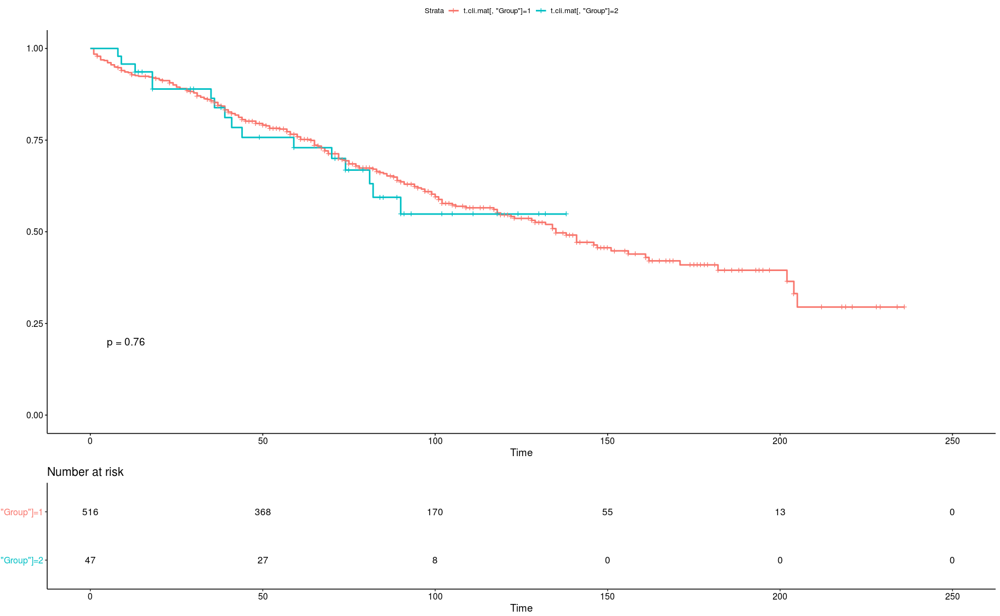 Strata t.cli.mat[, "Group"]=1 t.cli.mat[, "Group"]=2
1.00
0.75
0.50
0.25
0.00
p = 0.76
0 50 100 150 200 250
Time
Number at risk
"Group"]=1 516 368 170 55 13 0
"Group"]=2 47 27 8 0 0 0
0 50 100 150 200 250
Time